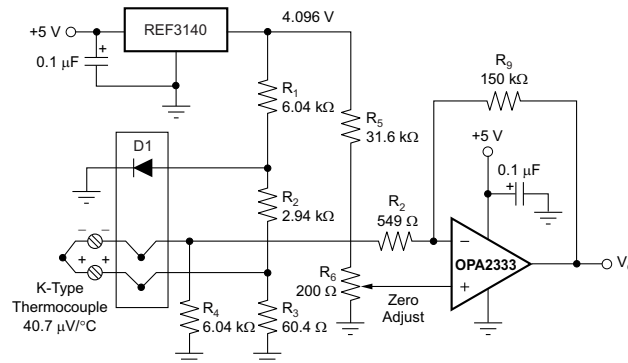 +5 V
REF3140
4.096 V
+
0.1 μF
R1
6.04 kΩ
R5
31.6 kΩ
R9
150 kΩ
+5 V
0.1 μF
+
D1
R2
2.94 kΩ
R2
549 Ω
– –
+ +
K-Type
Thermocouple
40.7 μV/°C
R4
6.04 kΩ
R3
60.4 Ω
R6
200 Ω
Zero
Adjust
–
OPA2333
+